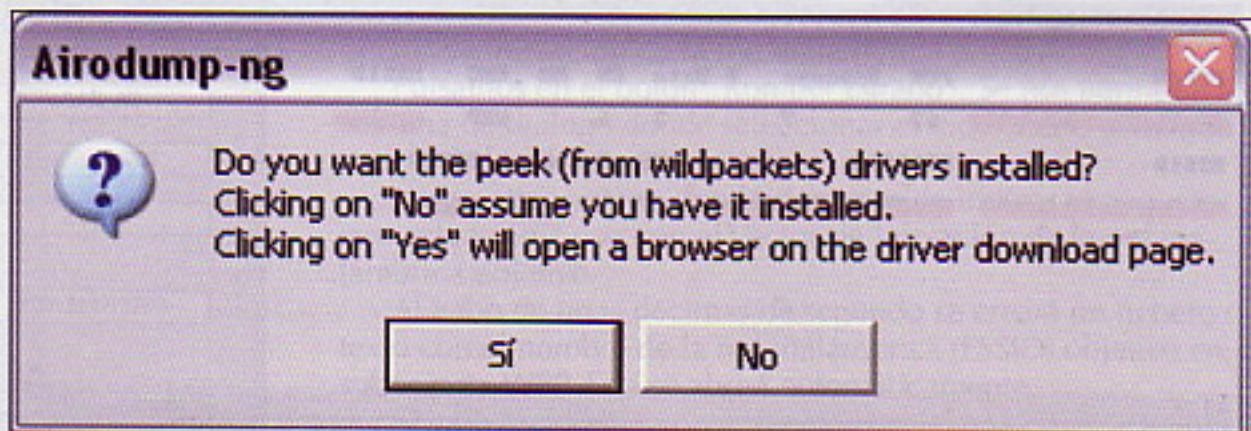 Airodump-ng
Do you want the peek (from wildpackets) drivers installed?
Clicking on "No" assume you have it installed.
Clicking on "Yes" will open a browser on the driver download page.
Sí
No